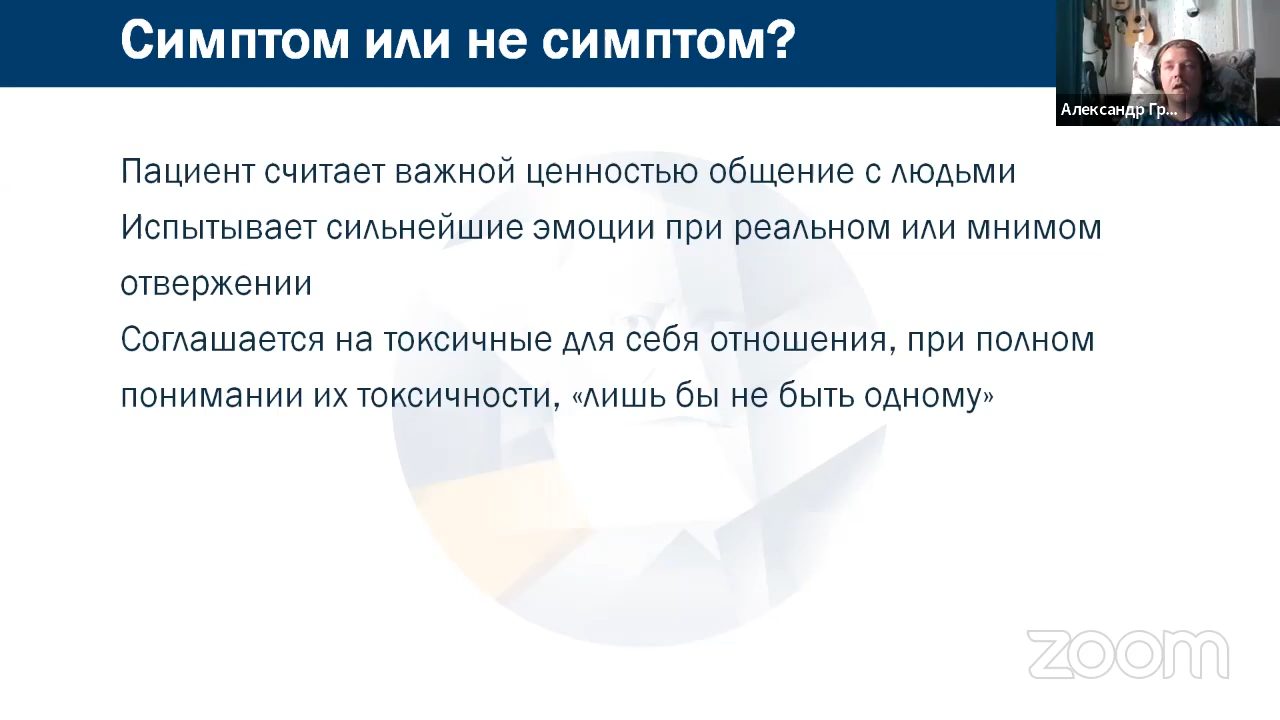 Симптом или не симптом?
Александр Гр...
Пациент считает важной ценностью общение с людьми
Испытывает сильнейшие эмоции при реальном или мнимом
отвержении
Соглашается на токсичные для себя отношения, при полном
понимании их токсичности, «лишь бы не быть одному»
zoom